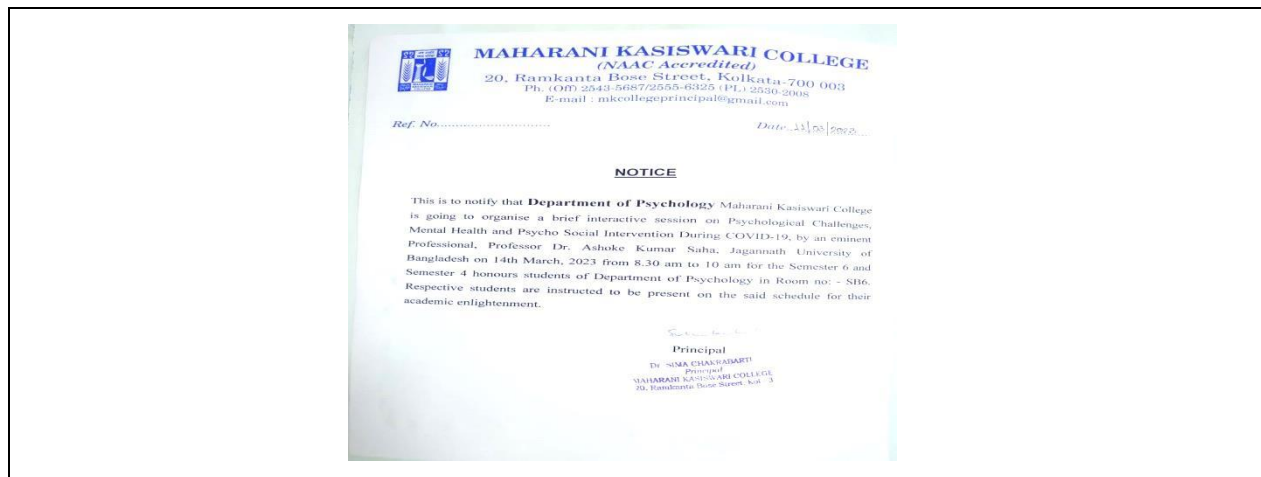 MAHARANI KASISWARI COLLEGE
(NAAC Accredited)
20, Ramkanta Bose Street, Kolkata-700 003
Ph. (Off) 2543-5687/2555-6325 (PL) 2530-2008
E-mail : mkcollegeprincipal@gmail.com
Ref. No............................
Date 11/03/2023
NOTICE
This is to notify that Department of Psychology Maharani Kasiswari College
is going to organise a brief interactive session on Psychological Challenges,
Mental Health and Psycho Social Intervention During COVID-19, by an eminent
Professional, Professor Dr. Ashoke Kumar Saha, Jagannath University of
Bangladesh on 14th March, 2023 from 8.30 am to 10 am for the Semester 6 and
Semester 4 honours students of Department of Psychology in Room no: - SB6.
Respective students are instructed to be present on the said schedule for their
academic enlightenment.
Principal
Dr SIMA CHAKRABARTI
Principal
MAHARANI KASISWARI COLLEGE
20, Ramkanta Bose Street, Kol 3